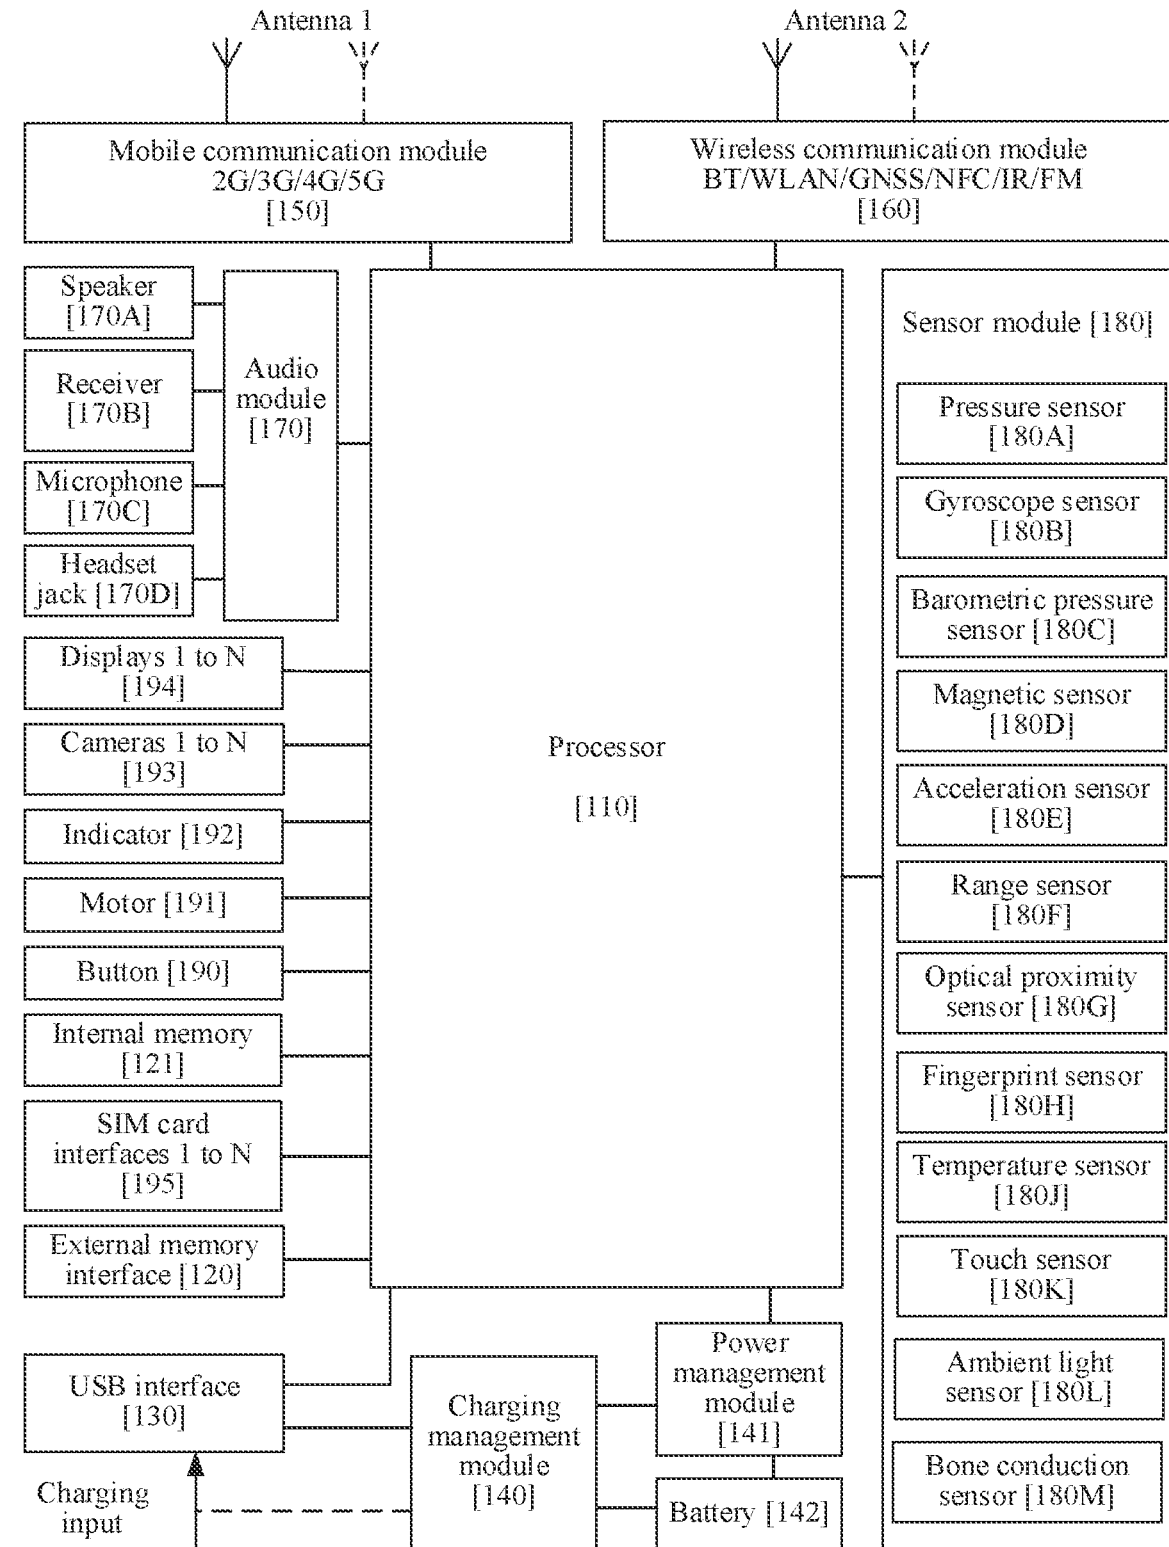 Antenna 1
Antenna 2
Mobile communication module
2G/3G/4G/5G
[150]
Wireless communication module
BT/WLAN/GNSS/NFC/IR/FM
[160]
Speaker
[170A]
Receiver
[170B]
Microphone
[170C]
Headset
jack [170D]
Audio
module
[170]
Displays 1 to N
[194]
Cameras 1 to N
[193]
Indicator [192]
Motor [191]
Button [190]
Internal memory
[121]
SIM card
interfaces 1 to N
[195]
External memory
interface [120]
USB interface
[130]
Charging
input
Processor
[110]
Charging
management
module
[140]
Power
management
module
[141]
Battery [142]
Sensor module [180]
Pressure sensor
[180A]
Gyroscope sensor
[180B]
Barometric pressure
sensor [180C]
Magnetic sensor
[180D]
Acceleration sensor
[180E]
Range sensor
[180F]
Optical proximity
sensor [180G]
Fingerprint sensor
[180H]
Temperature sensor
[180J]
Touch sensor
[180K]
Ambient light
sensor [180L]
Bone conduction
sensor [180M]